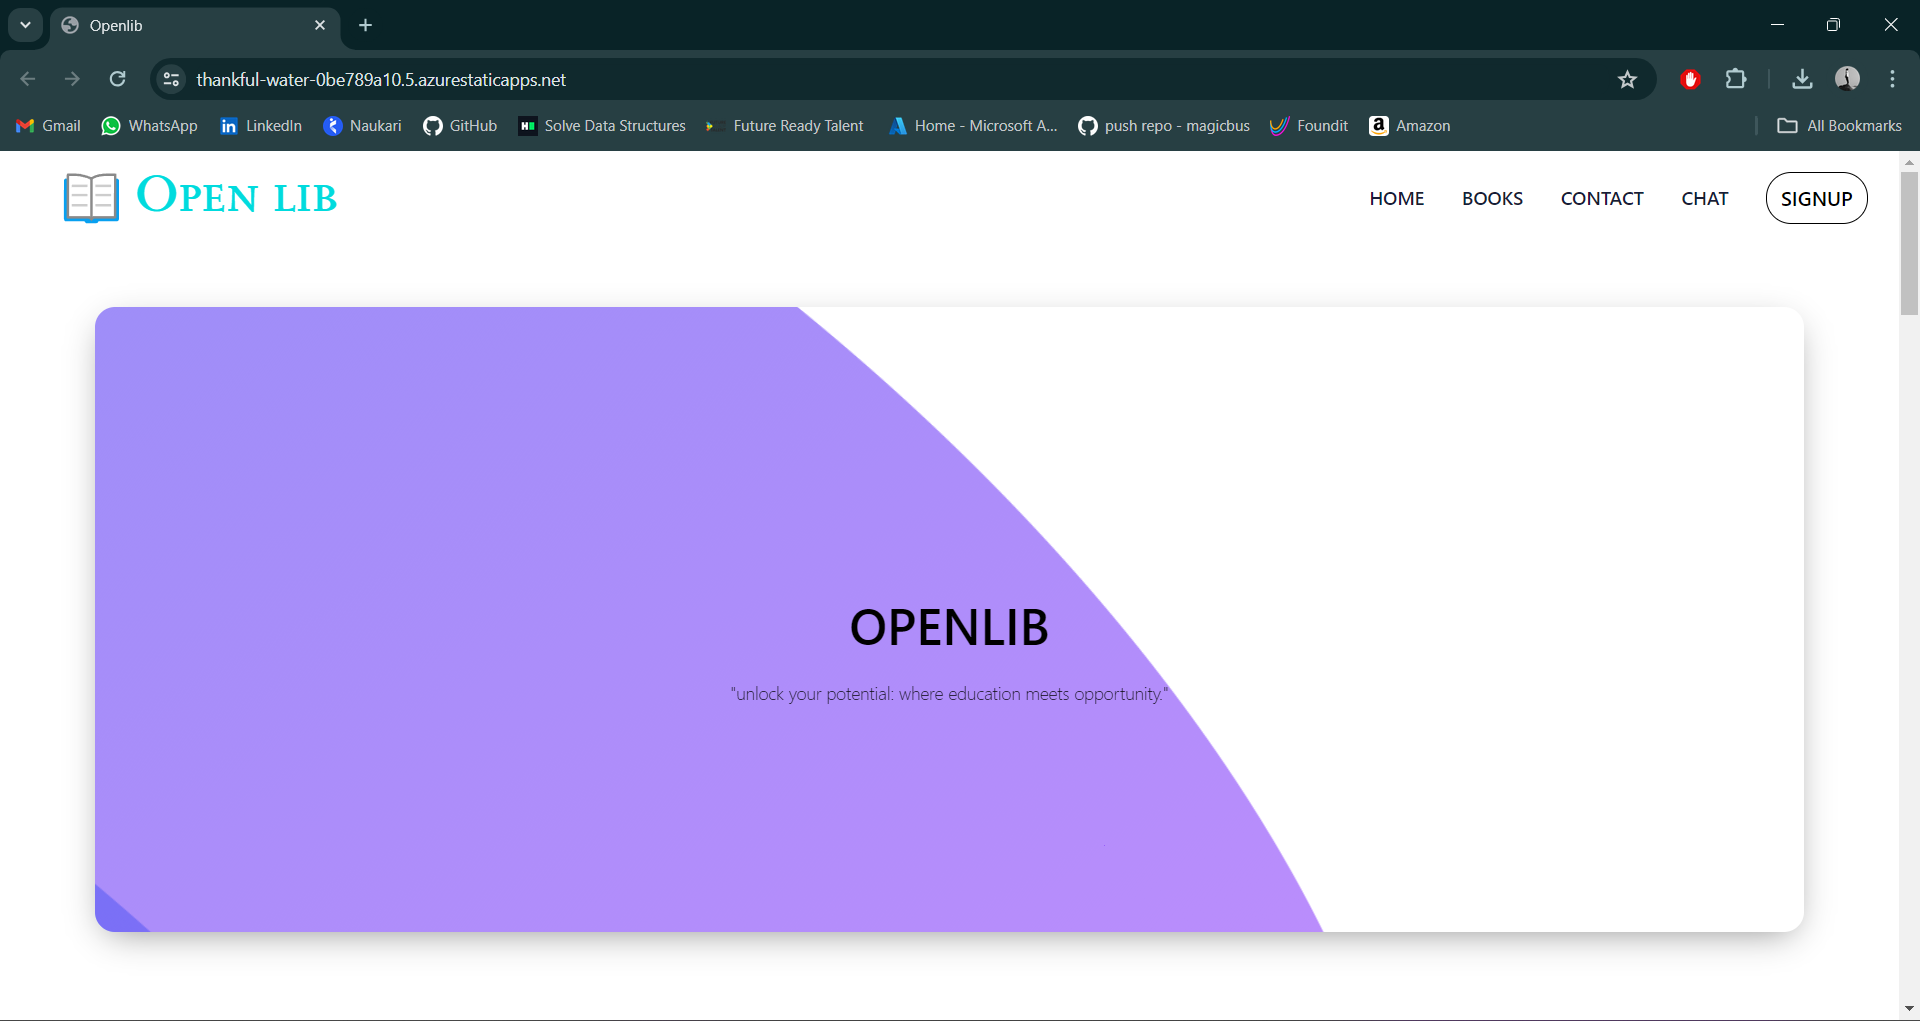 Openlib
thankful-water-0be789a10.5.azurestaticapps.net
Gmail WhatsApp LinkedIn Naukari GitHub Solve Data Structures Future Ready Talent Home - Microsoft A... push repo - magicbus Foundit Amazon All Bookmarks
OPEN LIB HOME BOOKS CONTACT CHAT SIGNUP
OPENLIB
"unlock your potential: where education meets opportunity."